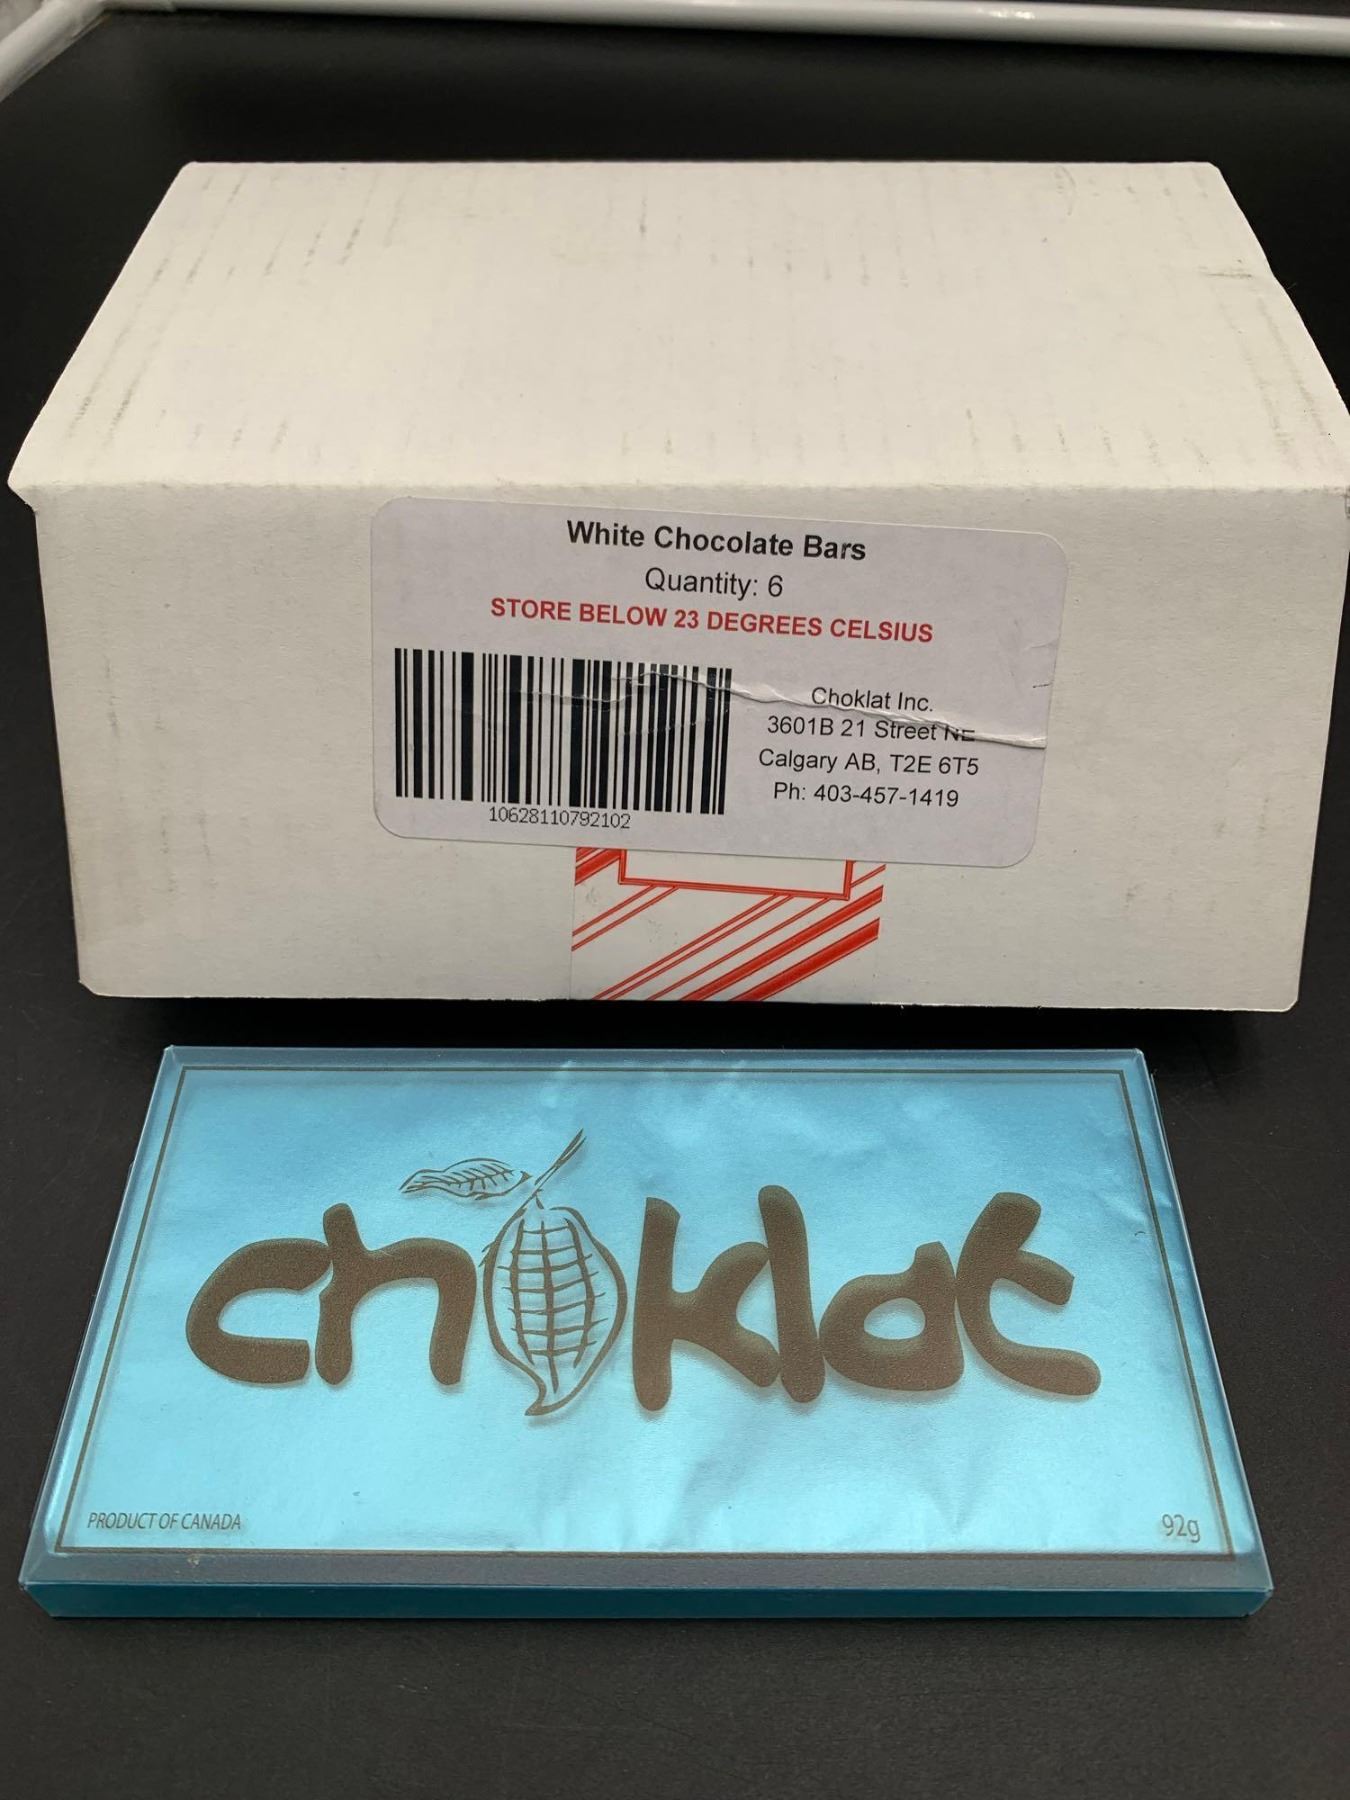 White Chocolate Bars
Quantity: 6
STORE BELOW 23 DEGREES CELSIUS
Choklat Inc.
3601B 21 Street NE
Calgary AB, T2E 6T5
Ph: 403-457-1419
10628110792102
choklat
PRODUCT OF CANADA
92g